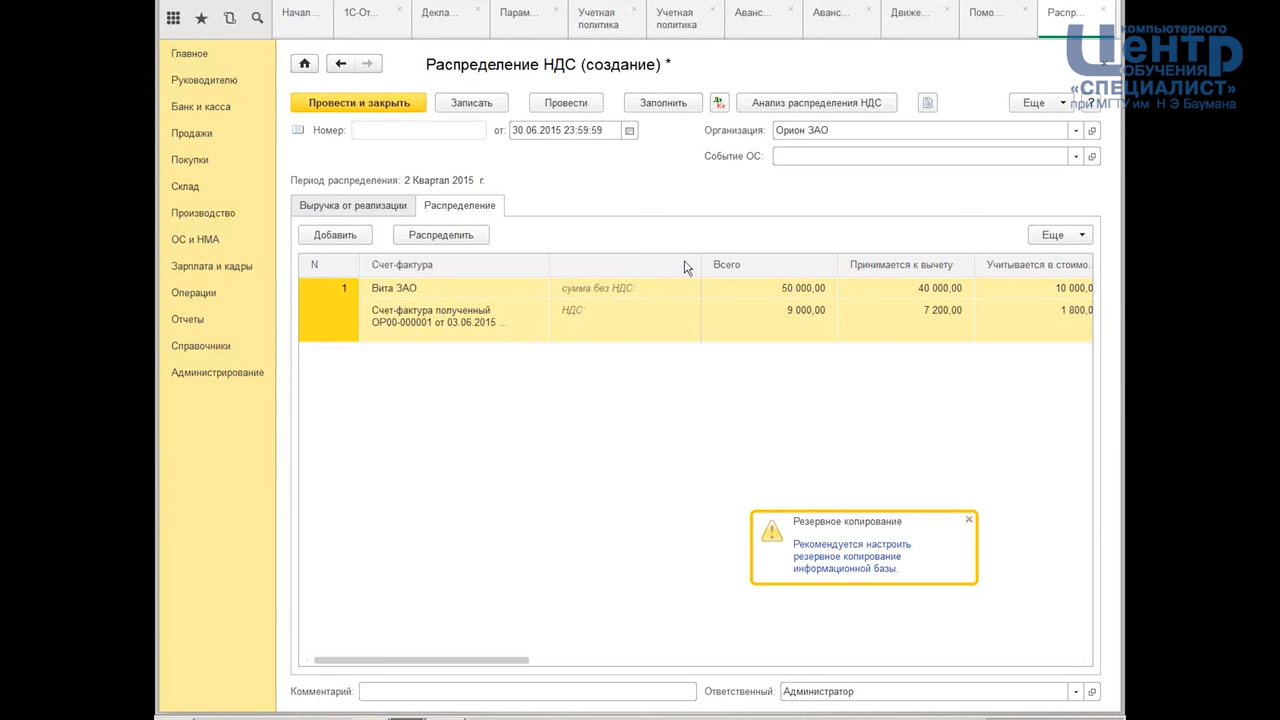 Начал...
1С-От...
Декла...
Парам...
Учетная
политика
Учетная
политика
Аванс...
Аванс...
Движе...
Помо...
Распр...
компьютерного
Центр
ОБУЧЕНИЯ
«СПЕЦИАЛИСТ»
при МГТУ им Н Э Баумана
Главное
Руководителю
Банк и касса
Продажи
Покупки
Склад
Производство
ОС и НМА
Зарплата и кадры
Операции
Отчеты
Справочники
Администрирование
Распределение НДС (создание) *
Провести и закрыть
Записать
Провести
Заполнить
Дт
Кт
Анализ распределения НДС
Еще
?
Номер:
от: 30.06.2015 23:59:59
Организация: Орион ЗАО
Событие ОС:
Период распределения: 2 Квартал 2015 г.
Выручка от реализации
Распределение
Добавить
Распределить
Еще
N
Счет-фактура
Всего
Принимается к вычету
Учитывается в стоимо...
1
Вита ЗАО
сумма без НДС:
50 000,00
40 000,00
10 000,0
Счет-фактура полученный
ОР00-000001 от 03.06.2015 ...
НДС:
9 000,00
7 200,00
1 800,0
Резервное копирование
Рекомендуется настроить
резервное копирование
информационной базы.
Комментарий:
Ответственный: Администратор